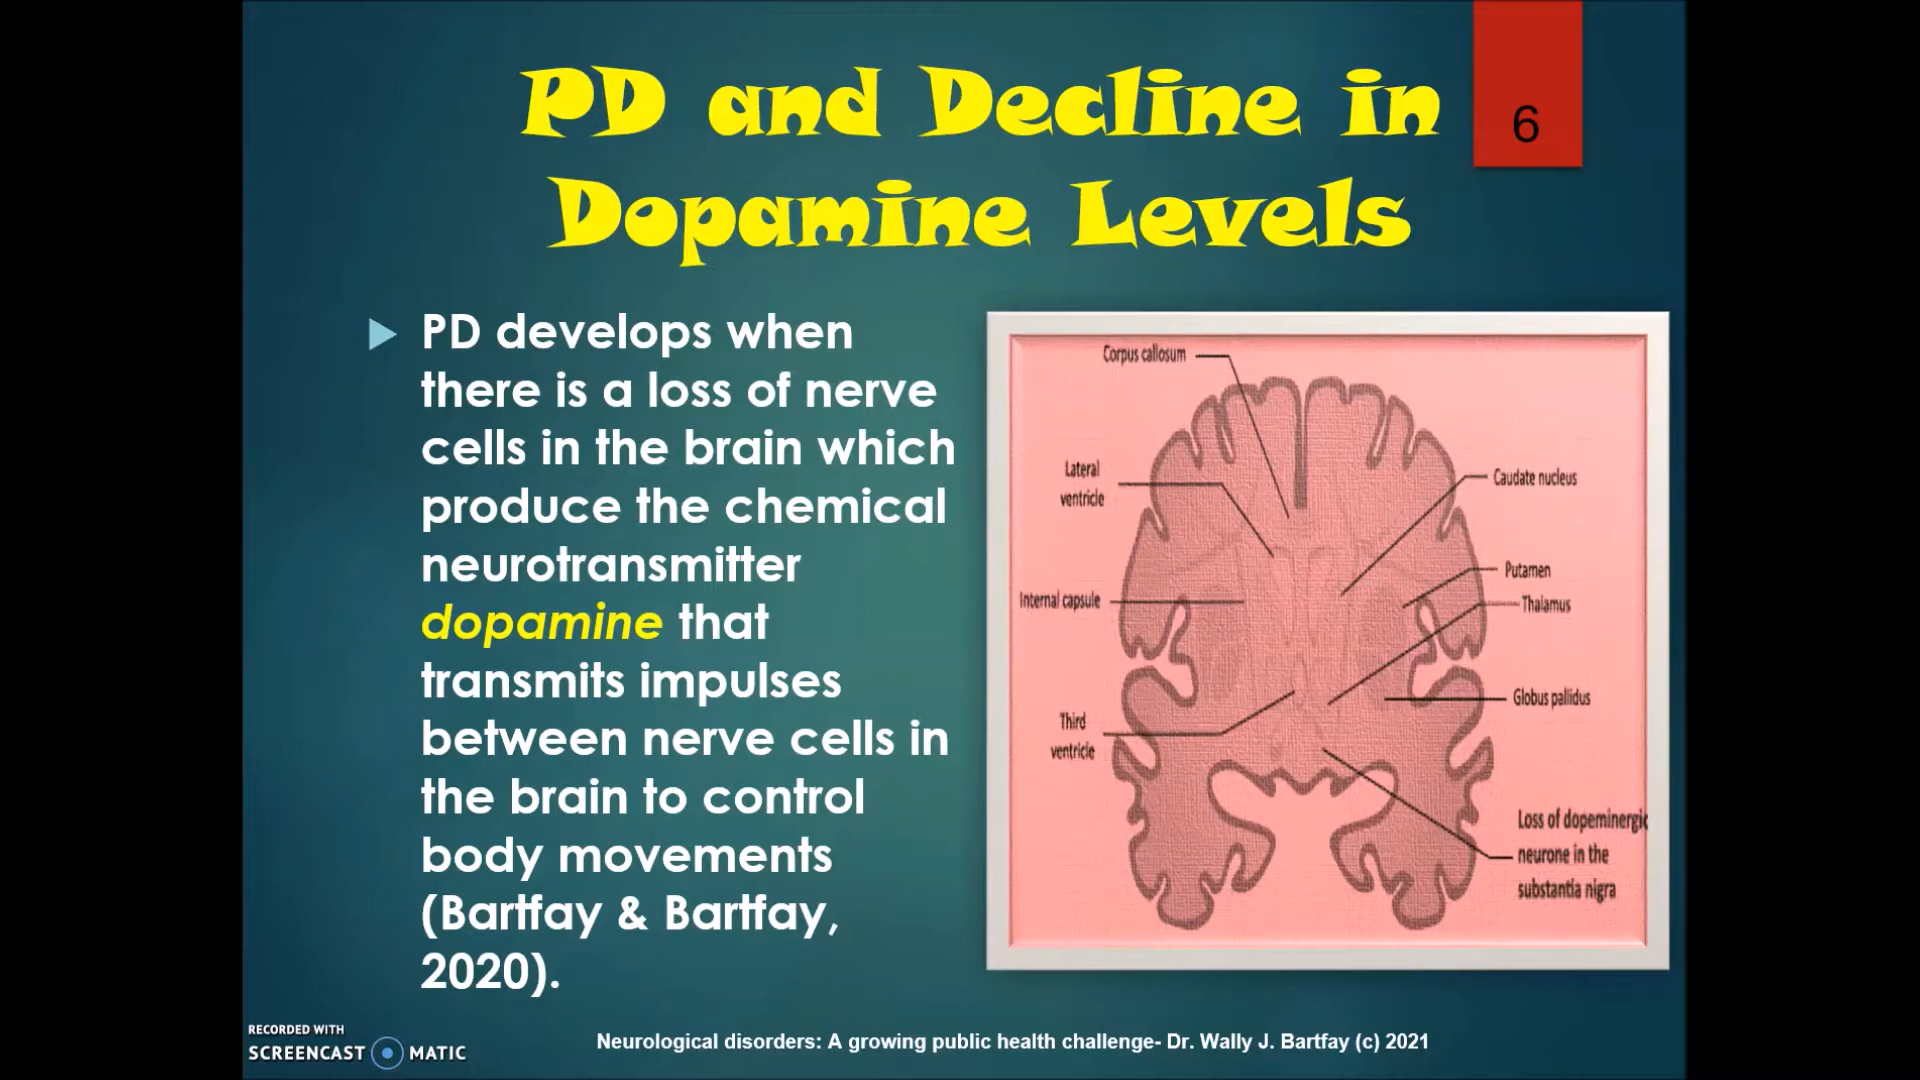 PD and Decline in
Dopamine Levels
6
PD develops when
there is a loss of nerve
cells in the brain which
produce the chemical
neurotransmitter
dopamine that
transmits impulses
between nerve cells in
the brain to control
body movements
(Bartfay & Bartfay,
2020).
Corpus callosum
Lateral
ventricle
Internal capsule
Third
ventricle
Caudate nucleus
Putamen
Thalamus
Globus pallidus
Loss of dopeminergic
neurone in the
substantia nigra
RECORDED WITH
SCREENCAST MATIC
Neurological disorders: A growing public health challenge- Dr. Wally J. Bartfay (c) 2021